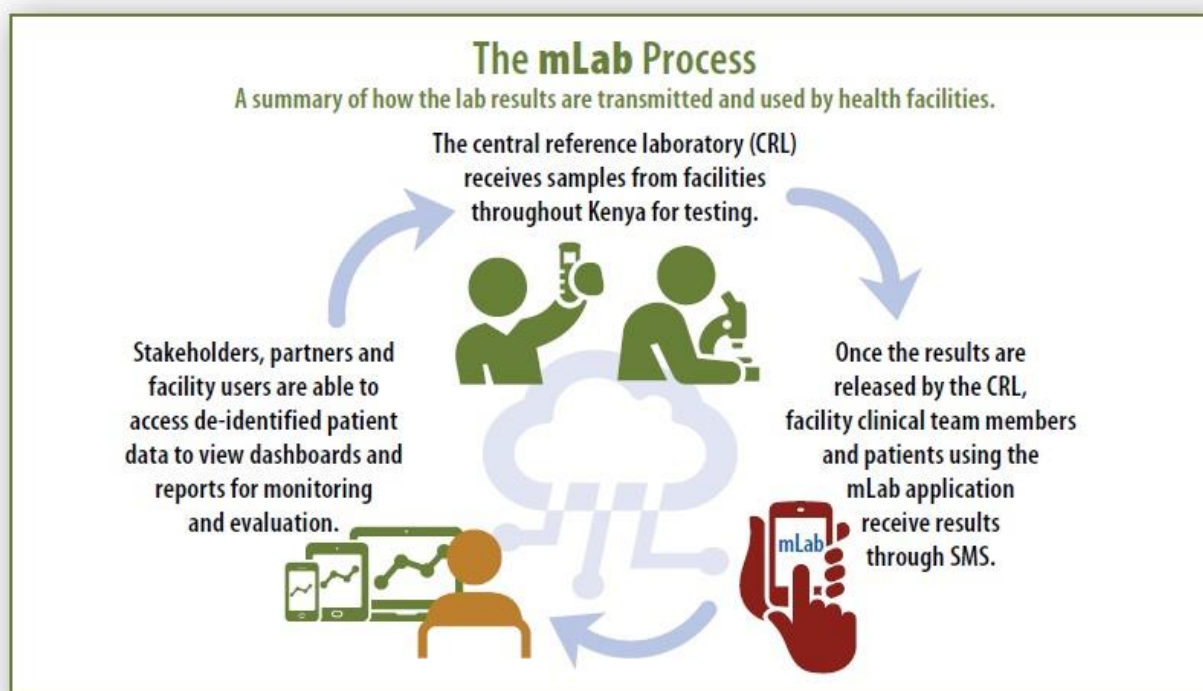 The mLab Process
A summary of how the lab results are transmitted and used by health facilities.
The central reference laboratory (CRL)
receives samples from facilities
throughout Kenya for testing.
Once the results are
released by the CRL,
facility clinical team members
and patients using the
mLab application
receive results
through SMS.
mLab
Stakeholders, partners and
facility users are able to
access de-identified patient
data to view dashboards and
reports for monitoring
and evaluation.